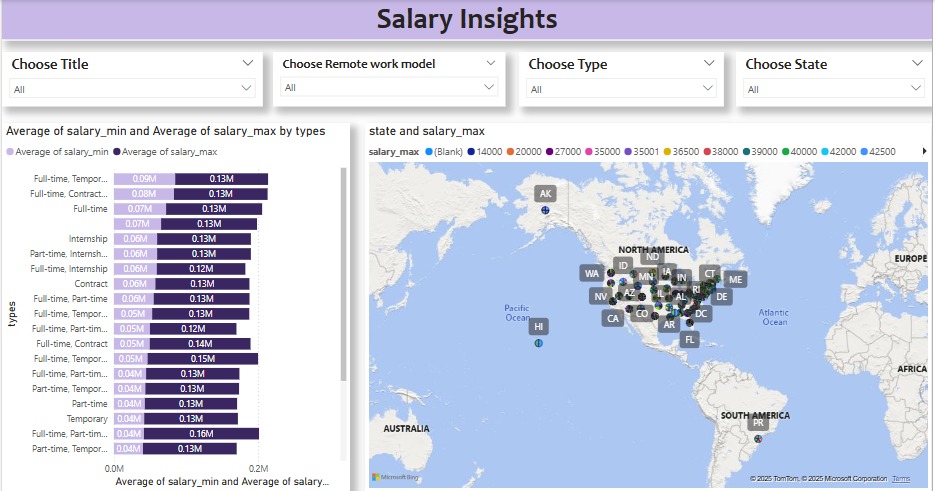 Salary Insights
Choose Title
All
Choose Remote work model
All
Choose Type
All
Choose State
All
Average of salary_min and Average of salary_max by types
Average of salary_min Average of salary_max
types
Full-time, Tempor... 0.09M 0.13M
Full-time, Contract... 0.08M 0.13M
Full-time 0.07M 0.13M
0.07M 0.13M
Internship 0.06M 0.13M
Part-time, Internsh... 0.06M 0.13M
Full-time, Internship 0.06M 0.12M
Contract 0.06M 0.13M
Full-time, Part-time 0.06M 0.13M
Full-time, Tempor... 0.05M 0.13M
Full-time, Part-tim... 0.05M 0.12M
Full-time, Contract 0.05M 0.14M
Full-time, Tempor... 0.05M 0.15M
Full-time, Part-tim... 0.04M 0.13M
Part-time, Tempor... 0.04M 0.13M
Part-time 0.04M 0.13M
Temporary 0.04M 0.13M
Full-time, Part-tim... 0.04M 0.16M
Part-time, Tempor... 0.04M 0.13M
0.0M 0.2M
Average of salary_min and Average of salary...
state and salary_max
salary_max (Blank) 14000 20000 27000 35000 35001 36500 38000 39000 40000 42000 42500
AK
NORTH AMERICA
ND
WA ID MN IA IN CT ME
NV AZ IL AL RI DE
CA CO AR DC
FL
HI
PR
Pacific
Ocean
Atlantic
Ocean
EUROPE
AFRICA
SOUTH AMERICA
AUSTRALIA
Microsoft Bing
© 2025 TomTom, © 2025 Microsoft Corporation Terms